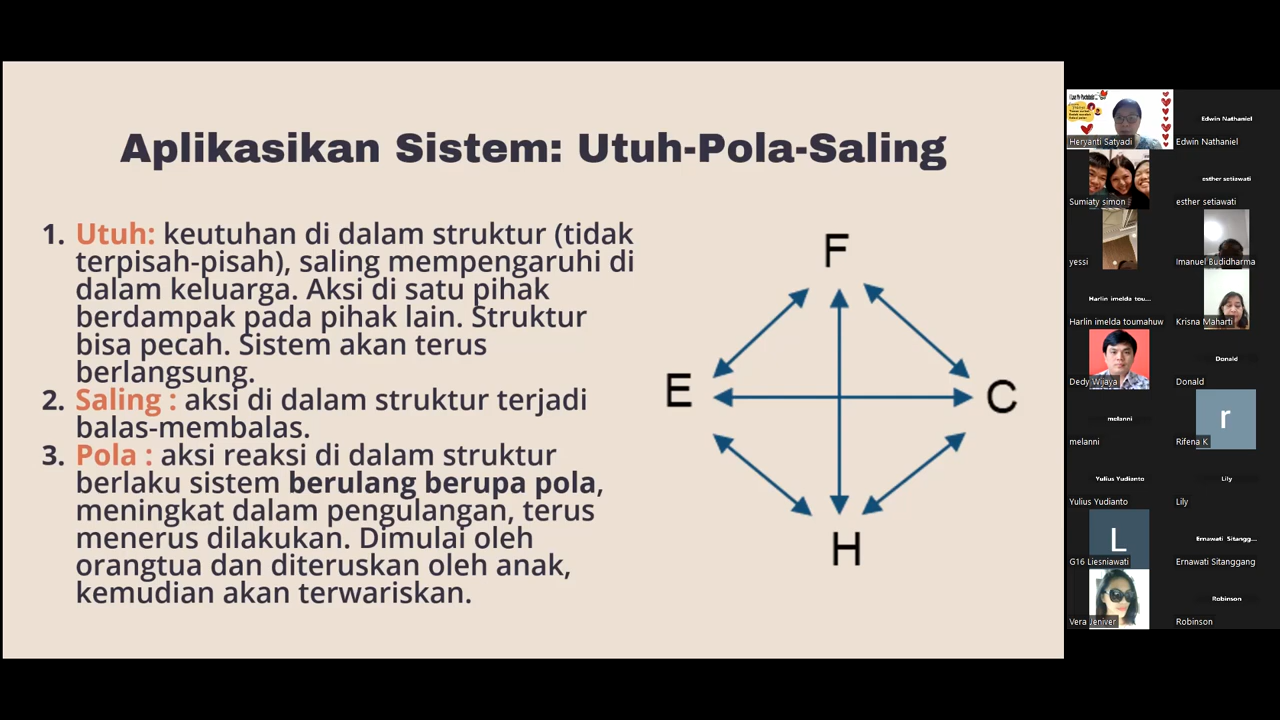 Aplikasikan Sistem: Utuh-Pola-Saling
1. Utuh: keutuhan di dalam struktur (tidak
terpisah-pisah), saling mempengaruhi di
dalam keluarga. Aksi di satu pihak
berdampak pada pihak lain. Struktur
bisa pecah. Sistem akan terus
berlangsung.
2. Saling : aksi di dalam struktur terjadi
balas-membalas.
3. Pola : aksi reaksi di dalam struktur
berlaku sistem berulang berupa pola,
meningkat dalam pengulangan, terus
menerus dilakukan. Dimulai oleh
orangtua dan diteruskan oleh anak,
kemudian akan terwariskan.
F
E
C
H
Heryanti Satyadi
Edwin Nathaniel
Edwin Nathaniel
Sumiaty simon
esther setiawati
esther setiawati
yessi
Imanuel Budidharma
Harlin imelda tou...
Harlin imelda toumahuw
Krisna Maharti
Dedy Wijaya
Donald
Donald
melanni
melanni
r
Rifena K
Yulius Yudianto
Yulius Yudianto
Lily
Lily
L
G16 Liesniawati
Ernawati Sitangg...
Ernawati Sitanggang
Vera Jeniver
Robinson
Robinson